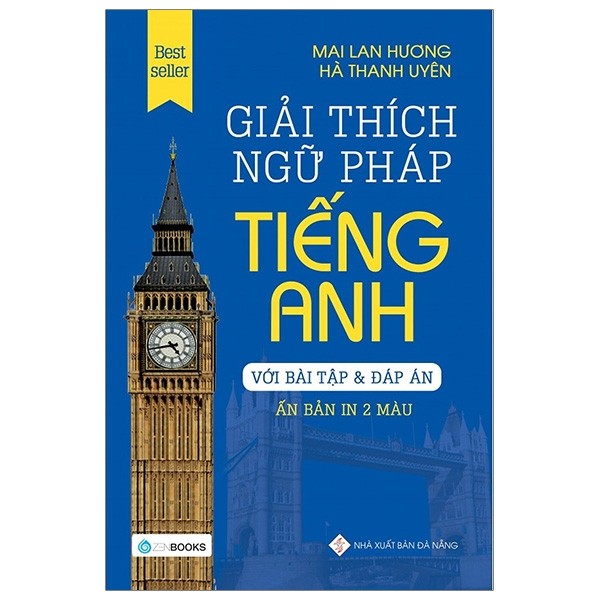 Best
seller
MAI LAN HƯƠNG
HÀ THANH UYÊN
GIẢI THÍCH
NGỮ PHÁP
TIẾNG
ANH
VỚI BÀI TẬP & ĐÁP ÁN
ẤN BẢN IN 2 MÀU
ZENBOOKS
NHÀ XUẤT BẢN ĐÀ NẴNG